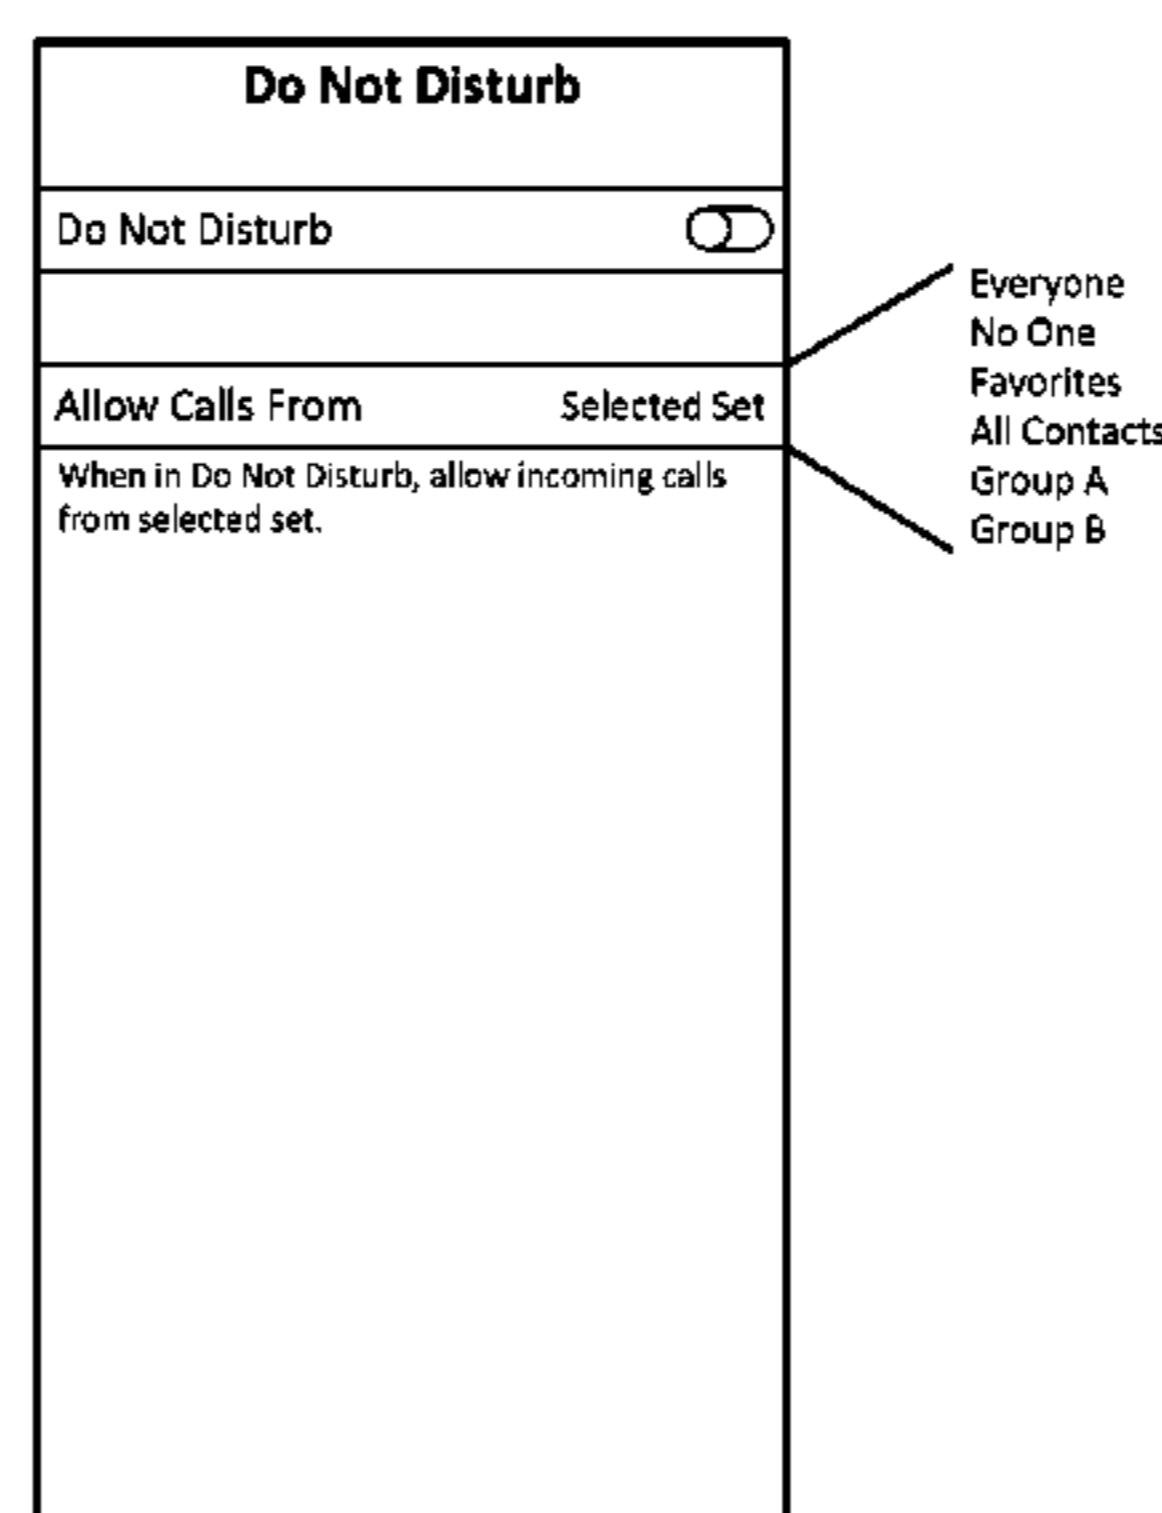 Do Not Disturb
Do Not Disturb
Allow Calls From Selected Set
When in Do Not Disturb, allow incoming calls
from selected set.
Everyone
No One
Favorites
All Contacts
Group A
Group B